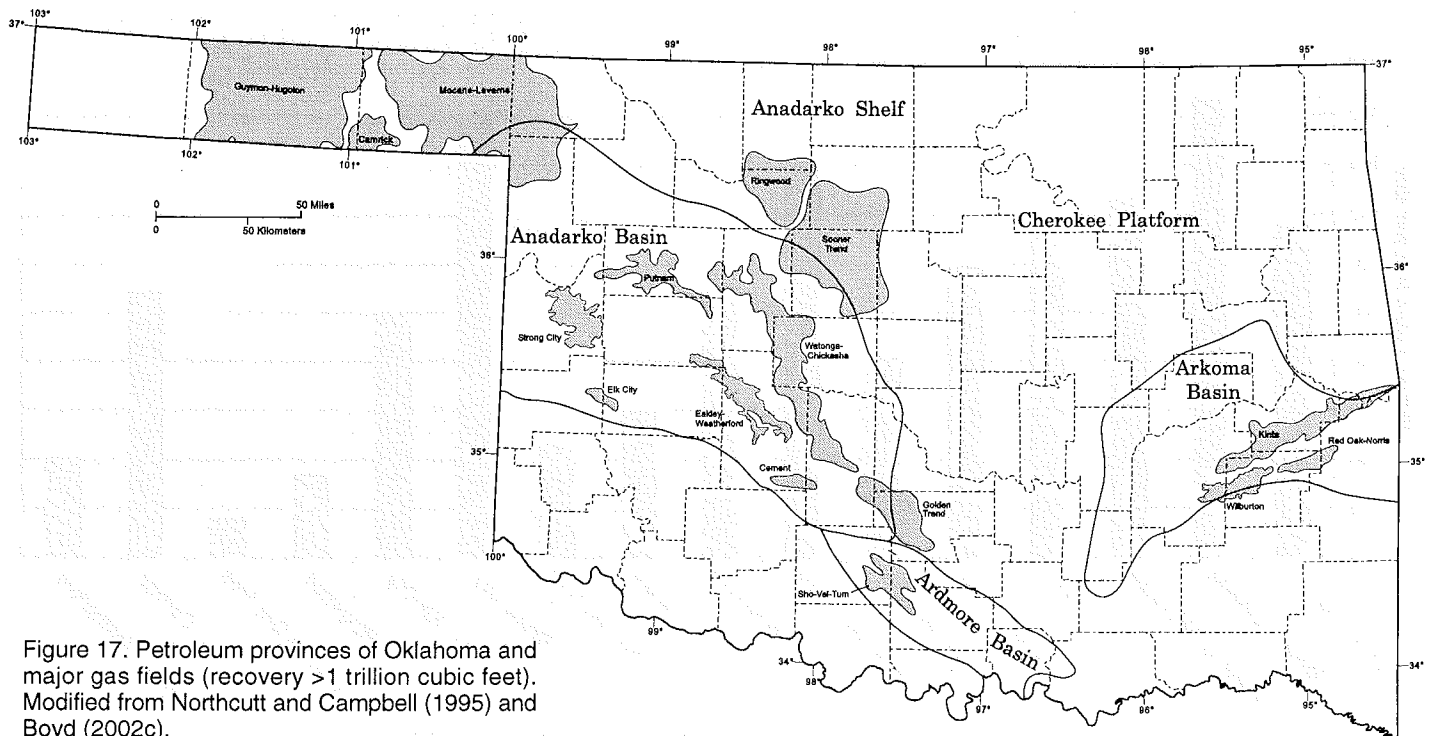 103°
37°
102°
101°
100°
99°
98°
97°
98°
95°
37°
Guymon-Hugoton
Mocane-Laverne
Camrick
103°
102°
101°
Anadarko Shelf
Ringwood
Cherokee Platform
0 50 Miles
0 50 Kilometers
Anadarko Basin
Sooner
Trend
36°
36°
Putnam
Strong City
Watonga-
Chickasha
Arkoma
Basin
Elk City
Eakley-
Weatherford
Kinta
Red Oak-Norris
35°
35°
Cement
Golden
Trend
Wilburton
100°
Sho-Vel-Tum
Ardmore Basin
99°
34°
98°
34°
97°
96°
95°
Figure 17. Petroleum provinces of Oklahoma and
major gas fields (recovery >1 trillion cubic feet).
Modified from Northcutt and Campbell (1995) and
Boyd (2002c).